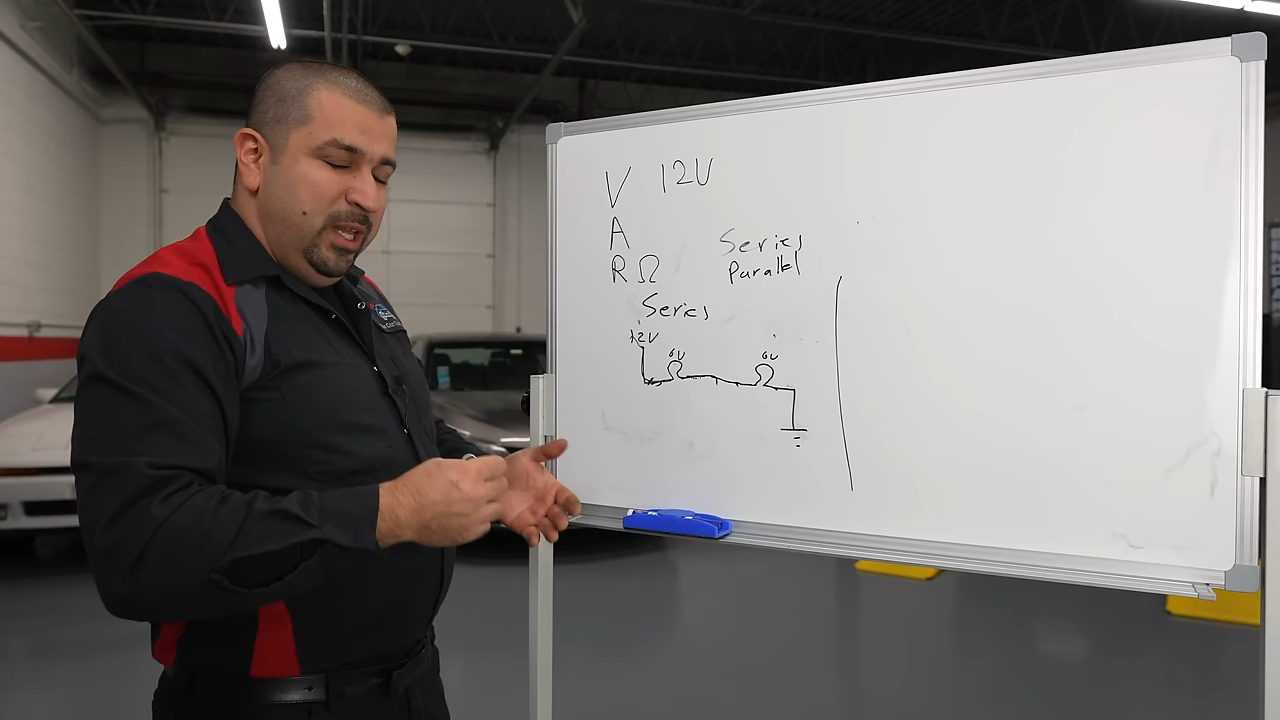 V 12V
A
R Ω
Series
Parallel
Series
12V
6V 6V